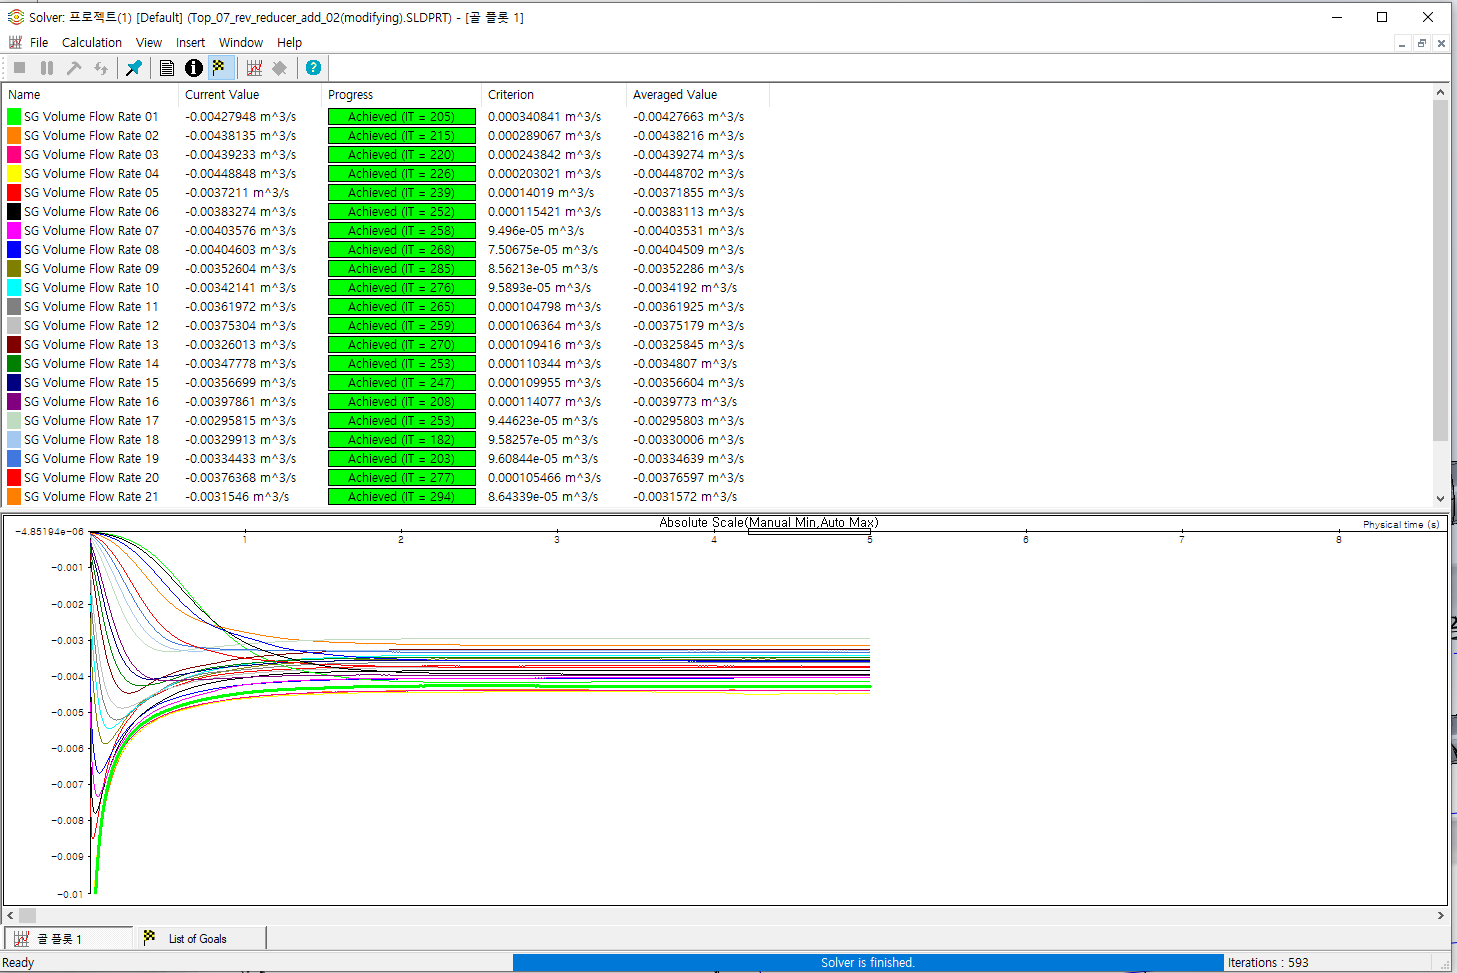 Solver: 프로젝트(1) [Default] (Top_07_rev_reducer_add_02(modifying).SLDPRT) - [골 플롯 1]
File Calculation View Insert Window Help
Name Current Value Progress Criterion Averaged Value
SG Volume Flow Rate 01 -0.00427948 m^3/s Achieved (IT = 205) 0.000340841 m^3/s -0.00427663 m^3/s
SG Volume Flow Rate 02 -0.00438135 m^3/s Achieved (IT = 215) 0.000289067 m^3/s -0.00438216 m^3/s
SG Volume Flow Rate 03 -0.00439233 m^3/s Achieved (IT = 220) 0.000243842 m^3/s -0.00439274 m^3/s
SG Volume Flow Rate 04 -0.00448848 m^3/s Achieved (IT = 226) 0.000203021 m^3/s -0.00448702 m^3/s
SG Volume Flow Rate 05 -0.0037211 m^3/s Achieved (IT = 239) 0.00014019 m^3/s -0.00371855 m^3/s
SG Volume Flow Rate 06 -0.00383274 m^3/s Achieved (IT = 252) 0.000115421 m^3/s -0.00383113 m^3/s
SG Volume Flow Rate 07 -0.00403576 m^3/s Achieved (IT = 258) 9.496e-05 m^3/s -0.00403531 m^3/s
SG Volume Flow Rate 08 -0.00404603 m^3/s Achieved (IT = 268) 7.50675e-05 m^3/s -0.00404509 m^3/s
SG Volume Flow Rate 09 -0.00352604 m^3/s Achieved (IT = 285) 8.56213e-05 m^3/s -0.00352286 m^3/s
SG Volume Flow Rate 10 -0.00342141 m^3/s Achieved (IT = 276) 9.5893e-05 m^3/s -0.0034192 m^3/s
SG Volume Flow Rate 11 -0.00361972 m^3/s Achieved (IT = 265) 0.000104798 m^3/s -0.00361925 m^3/s
SG Volume Flow Rate 12 -0.00375304 m^3/s Achieved (IT = 259) 0.000106364 m^3/s -0.00375179 m^3/s
SG Volume Flow Rate 13 -0.00326013 m^3/s Achieved (IT = 270) 0.000109416 m^3/s -0.00325845 m^3/s
SG Volume Flow Rate 14 -0.00347778 m^3/s Achieved (IT = 253) 0.000110344 m^3/s -0.0034807 m^3/s
SG Volume Flow Rate 15 -0.00356699 m^3/s Achieved (IT = 247) 0.000109955 m^3/s -0.00356604 m^3/s
SG Volume Flow Rate 16 -0.00397861 m^3/s Achieved (IT = 208) 0.000114077 m^3/s -0.0039773 m^3/s
SG Volume Flow Rate 17 -0.00295815 m^3/s Achieved (IT = 253) 9.44623e-05 m^3/s -0.00295803 m^3/s
SG Volume Flow Rate 18 -0.00329913 m^3/s Achieved (IT = 182) 9.58257e-05 m^3/s -0.00330006 m^3/s
SG Volume Flow Rate 19 -0.00334433 m^3/s Achieved (IT = 203) 9.60844e-05 m^3/s -0.00334639 m^3/s
SG Volume Flow Rate 20 -0.00376368 m^3/s Achieved (IT = 277) 0.000105466 m^3/s -0.00376597 m^3/s
SG Volume Flow Rate 21 -0.0031546 m^3/s Achieved (IT = 294) 8.64339e-05 m^3/s -0.0031572 m^3/s
Absolute Scale(Manual Min,Auto Max)
Physical time (s)
-4.85194e-06
1 2 3 4 5 6 7 8
-0.001
-0.002
-0.003
-0.004
-0.005
-0.006
-0.007
-0.008
-0.009
-0.01
골 플롯 1 List of Goals
Ready Solver is finished. Iterations : 593